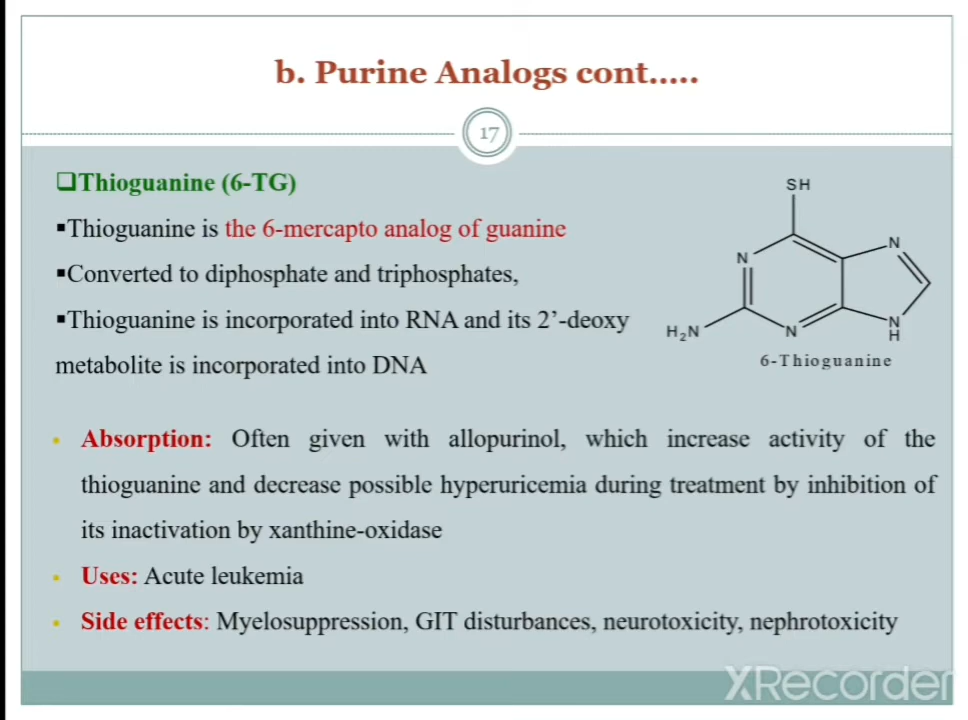 b. Purine Analogs cont.....
17
❑Thioguanine (6-TG)
▪Thioguanine is the 6-mercapto analog of guanine
▪Converted to diphosphate and triphosphates,
▪Thioguanine is incorporated into RNA and its 2’-deoxy
metabolite is incorporated into DNA
SH
N
N
H₂N
N
N
H
6-Thioguanine
▪ Absorption: Often given with allopurinol, which increase activity of the
thioguanine and decrease possible hyperuricemia during treatment by inhibition of
its inactivation by xanthine-oxidase
▪ Uses: Acute leukemia
▪ Side effects: Myelosuppression, GIT disturbances, neurotoxicity, nephrotoxicity
XRecorder